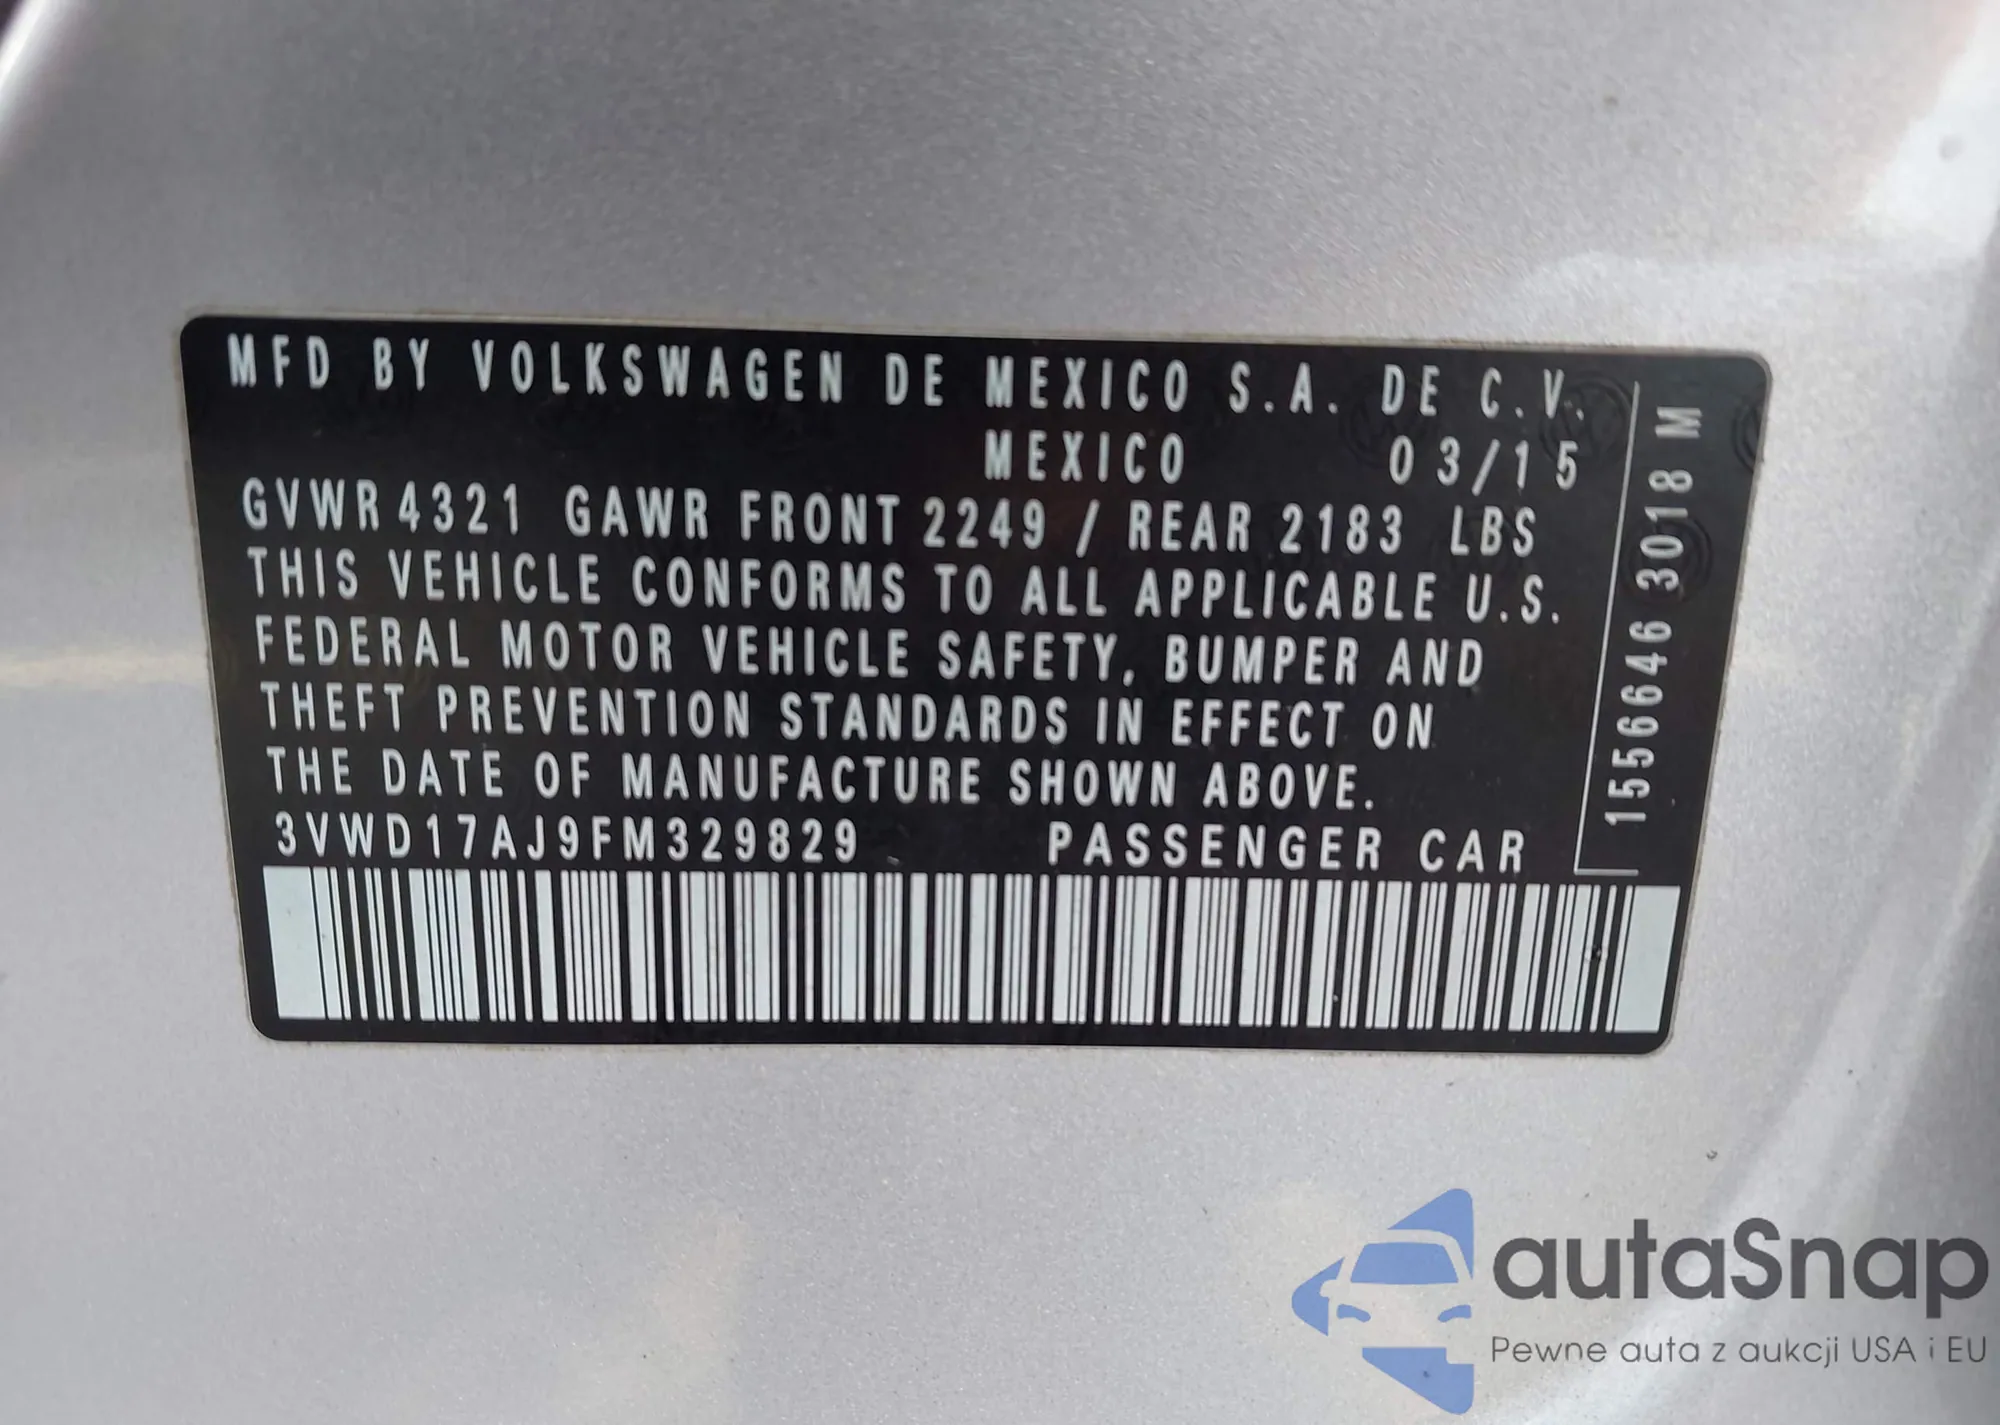 MFD BY VOLKSWAGEN DE MEXICO S.A. DE C.V.
MEXICO 03/15
GVWR 4321 GAWR FRONT 2249 / REAR 2183 LBS
THIS VEHICLE CONFORMS TO ALL APPLICABLE U.S.
FEDERAL MOTOR VEHICLE SAFETY, BUMPER AND
THEFT PREVENTION STANDARDS IN EFFECT ON
THE DATE OF MANUFACTURE SHOWN ABOVE.
3VWD17AJ9FM329829 PASSENGER CAR
1556646 3018 M
autaSnap
Pewne auta z aukcji USA i EU